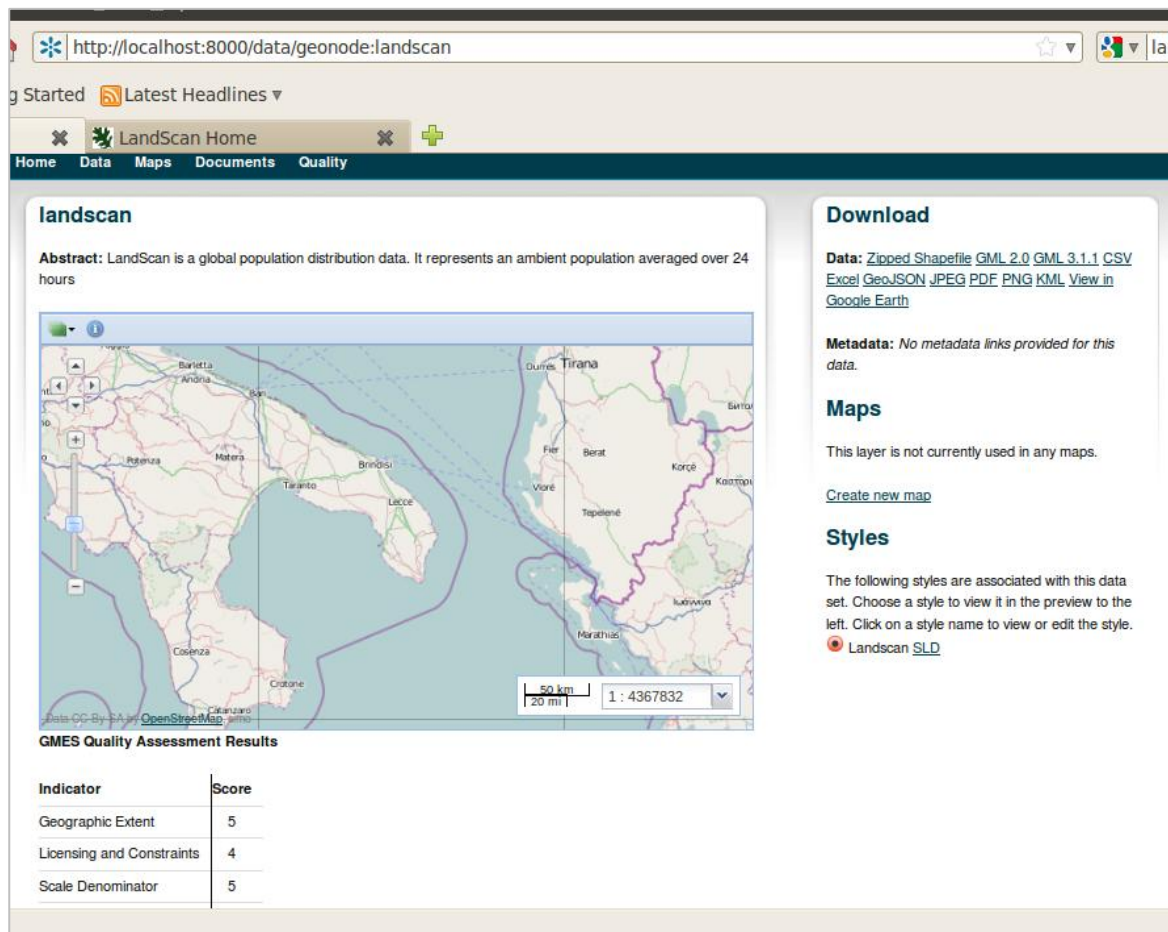 http://localhost:8000/data/geonode:landscan
la
g Started Latest Headlines
LandScan Home
Home Data Maps Documents Quality
landscan
Abstract: LandScan is a global population distribution data. It represents an ambient population averaged over 24
hours
Barletta
Andria
Bari
Potenza
Matera
Taranto
Brindisi
Lecce
Cosenza
Crotone
Catanzaro
Durrës
Tirana
Fier
Berat
Korçë
Vlorë
Tepelenë
Marathias
50 km
20 mi
1 : 4367832
Data CC-By-SA by OpenStreetMap
GMES Quality Assessment Results
Indicator Score
Geographic Extent 5
Licensing and Constraints 4
Scale Denominator 5
Download
Data: Zipped Shapefile GML 2.0 GML 3.1.1 CSV
Excel GeoJSON JPEG PDF PNG KML View in
Google Earth
Metadata: No metadata links provided for this
data.
Maps
This layer is not currently used in any maps.
Create new map
Styles
The following styles are associated with this data
set. Choose a style to view it in the preview to the
left. Click on a style name to view or edit the style.
Landscan SLD